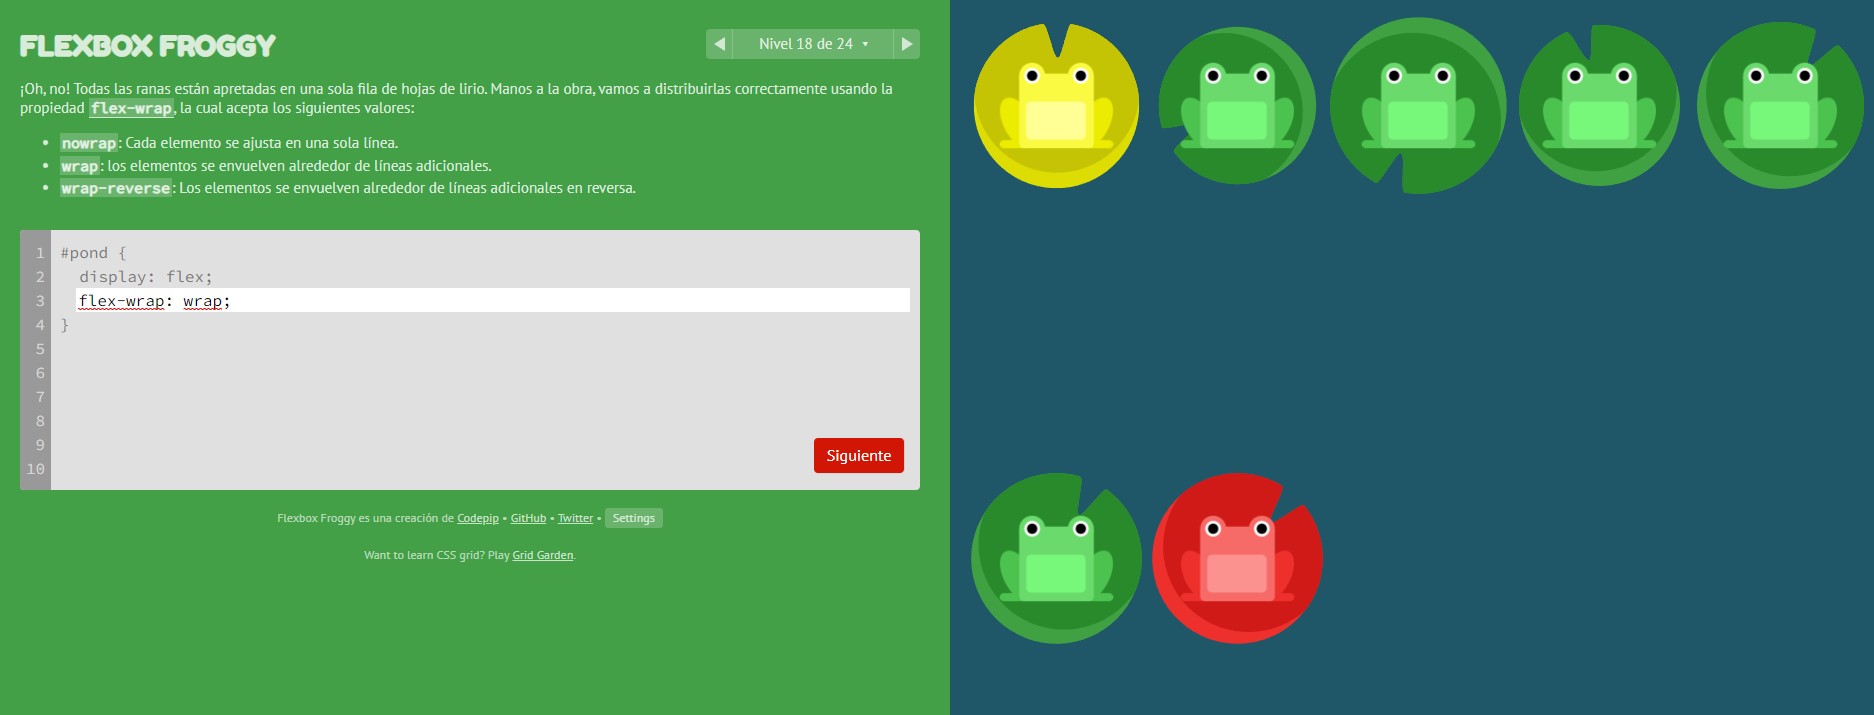 FLEXBOX FROGGY
Nivel 18 de 24
¡Oh, no! Todas las ranas están apretadas en una sola fila de hojas de lirio. Manos a la obra, vamos a distribuirlas correctamente usando la
propiedad flex-wrap, la cual acepta los siguientes valores:
• nowrap: Cada elemento se ajusta en una sola línea.
• wrap: los elementos se envuelven alrededor de líneas adicionales.
• wrap-reverse: Los elementos se envuelven alrededor de líneas adicionales en reversa.
1 #pond {
2 display: flex;
3 flex-wrap: wrap;
4 }
5
6
7
8
9
10
Siguiente
Flexbox Froggy es una creación de Codepip • GitHub • Twitter • Settings
Want to learn CSS grid? Play Grid Garden.